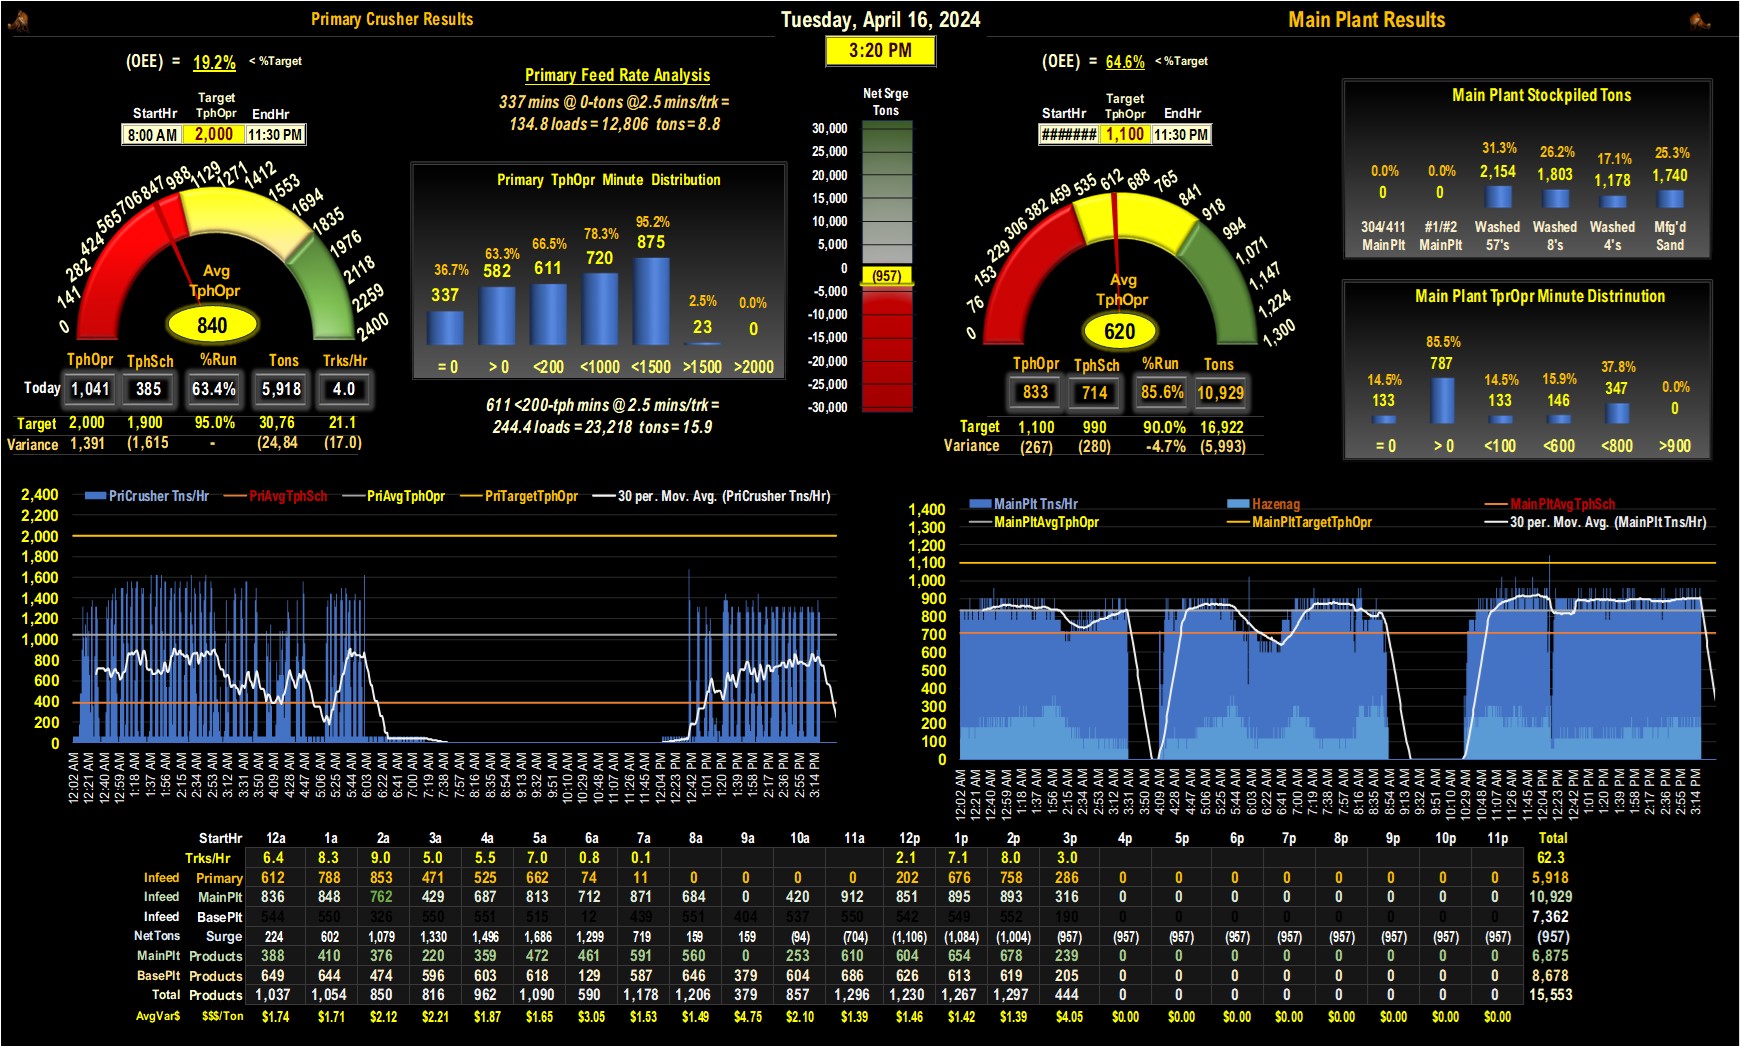 Primary Crusher Results
Tuesday, April 16, 2024
Main Plant Results
3:20 PM
(OEE) = 19.2% < %Target
StartHr Target TphOpr EndHr
8:00 AM 2,000 11:30 PM
0 141 282 424 565 706 847 988 1129 1271 1412 1553 1694 1835 1976 2118 2259 2400
Avg
TphOpr
840
TphOpr TphSch %Run Tons Trks/Hr
Today 1,041 385 63.4% 5,918 4.0
Target 2,000 1,900 95.0% 30,76 21.1
Variance 1,391 (1,615 - (24,84 (17.0)
Primary Feed Rate Analysis
337 mins @ 0-tons @2.5 mins/trk =
134.8 loads = 12,806 tons = 8.8
Primary TphOpr Minute Distribution
36.7% 63.3% 66.5% 78.3% 95.2% 2.5% 0.0%
337 582 611 720 875 23 0
= 0 > 0 <200 <1000 <1500 >1500 >2000
611 <200-tph mins @ 2.5 mins/trk =
244.4 loads = 23,218 tons = 15.9
Net Srge
Tons
30,000
25,000
20,000
15,000
10,000
5,000
0
(957)
-5,000
-10,000
-15,000
-20,000
-25,000
-30,000
(OEE) = 64.6% < %Target
StartHr Target TphOpr EndHr
####### 1,100 11:30 PM
0 76 153 229 306 382 459 535 612 688 765 841 918 994 1,071 1,147 1,224 1,300
Avg
TphOpr
620
TphOpr TphSch %Run Tons
833 714 85.6% 10,929
Target 1,100 990 90.0% 16,922
Variance (267) (280) -4.7% (5,993)
Main Plant Stockpiled Tons
0.0% 0.0% 31.3% 26.2% 17.1% 25.3%
0 0 2,154 1,803 1,178 1,740
304/411 #1/#2 Washed Washed Washed Mfg'd
MainPlt MainPlt 57's 8's 4's Sand
Main Plant TprOpr Minute Distrinution
14.5% 85.5% 14.5% 15.9% 37.8% 0.0%
133 787 133 146 347 0
= 0 > 0 <100 <600 <800 >900
PriCrusher Tns/Hr PriAvgTphSch PriAvgTphOpr PriTargetTphOpr 30 per. Mov. Avg. (PriCrusher Tns/Hr)
2,400
2,200
2,000
1,800
1,600
1,400
1,200
1,000
800
600
400
200
0
12:02 AM 12:21 AM 12:40 AM 12:59 AM 1:18 AM 1:37 AM 1:56 AM 2:15 AM 2:34 AM 2:53 AM 3:12 AM 3:31 AM 3:50 AM 4:09 AM 4:28 AM 4:47 AM 5:06 AM 5:25 AM 5:44 AM 6:03 AM 6:22 AM 6:41 AM 7:00 AM 7:19 AM 7:38 AM 7:57 AM 8:16 AM 8:35 AM 8:54 AM 9:13 AM 9:32 AM 9:51 AM 10:10 AM 10:29 AM 10:48 AM 11:07 AM 11:26 AM 11:45 AM 12:04 PM 12:23 PM 12:42 PM 1:01 PM 1:20 PM 1:39 PM 1:58 PM 2:17 PM 2:36 PM 2:55 PM 3:14 PM
MainPlt Tns/Hr Hazenag MainPltAvgTphSch
MainPltAvgTphOpr MainPltTargetTphOpr 30 per. Mov. Avg. (MainPlt Tns/Hr)
1,400
1,300
1,200
1,100
1,000
900
800
700
600
500
400
300
200
100
0
12:02 AM 12:21 AM 12:40 AM 12:59 AM 1:18 AM 1:37 AM 1:56 AM 2:15 AM 2:34 AM 2:53 AM 3:12 AM 3:31 AM 3:50 AM 4:09 AM 4:28 AM 4:47 AM 5:06 AM 5:25 AM 5:44 AM 6:03 AM 6:22 AM 6:41 AM 7:00 AM 7:19 AM 7:38 AM 7:57 AM 8:16 AM 8:35 AM 8:54 AM 9:13 AM 9:32 AM 9:51 AM 10:10 AM 10:29 AM 10:48 AM 11:07 AM 11:26 AM 11:45 AM 12:04 PM 12:23 PM 12:42 PM 1:01 PM 1:20 PM 1:39 PM 1:58 PM 2:17 PM 2:36 PM 2:55 PM 3:14 PM
StartHr 12a 1a 2a 3a 4a 5a 6a 7a 8a 9a 10a 11a 12p 1p 2p 3p 4p 5p 6p 7p 8p 9p 10p 11p Total
Trks/Hr 6.4 8.3 9.0 5.0 5.5 7.0 0.8 0.1 2.1 7.1 8.0 3.0 62.3
Infeed Primary 612 788 853 471 525 662 74 11 0 0 0 0 202 676 758 286 0 0 0 0 0 0 0 0 5,918
Infeed MainPlt 836 848 762 429 687 813 712 871 684 0 420 912 851 895 893 316 0 0 0 0 0 0 0 0 10,929
Infeed BasePlt 544 550 326 550 551 515 12 439 551 404 537 550 542 549 552 190 0 0 0 0 0 0 0 0 7,362
NetTons Surge 224 602 1,079 1,330 1,496 1,686 1,299 719 159 159 (94) (704) (1,106) (1,084) (1,004) (957) (957) (957) (957) (957) (957) (957) (957) (957) (957)
MainPlt Products 388 410 376 220 359 472 461 591 560 0 253 610 604 654 678 239 0 0 0 0 0 0 0 0 6,875
BasePlt Products 649 644 474 596 603 618 129 587 646 379 604 686 626 613 619 205 0 0 0 0 0 0 0 0 8,678
Total Products 1,037 1,054 850 816 962 1,090 590 1,178 1,206 379 857 1,296 1,230 1,267 1,297 444 0 0 0 0 0 0 0 0 15,553
AvgVar$ $$$/Ton $1.74 $1.71 $2.12 $2.21 $1.87 $1.65 $3.05 $1.53 $1.49 $4.75 $2.10 $1.39 $1.46 $1.42 $1.39 $4.05 $0.00 $0.00 $0.00 $0.00 $0.00 $0.00 $0.00 $0.00